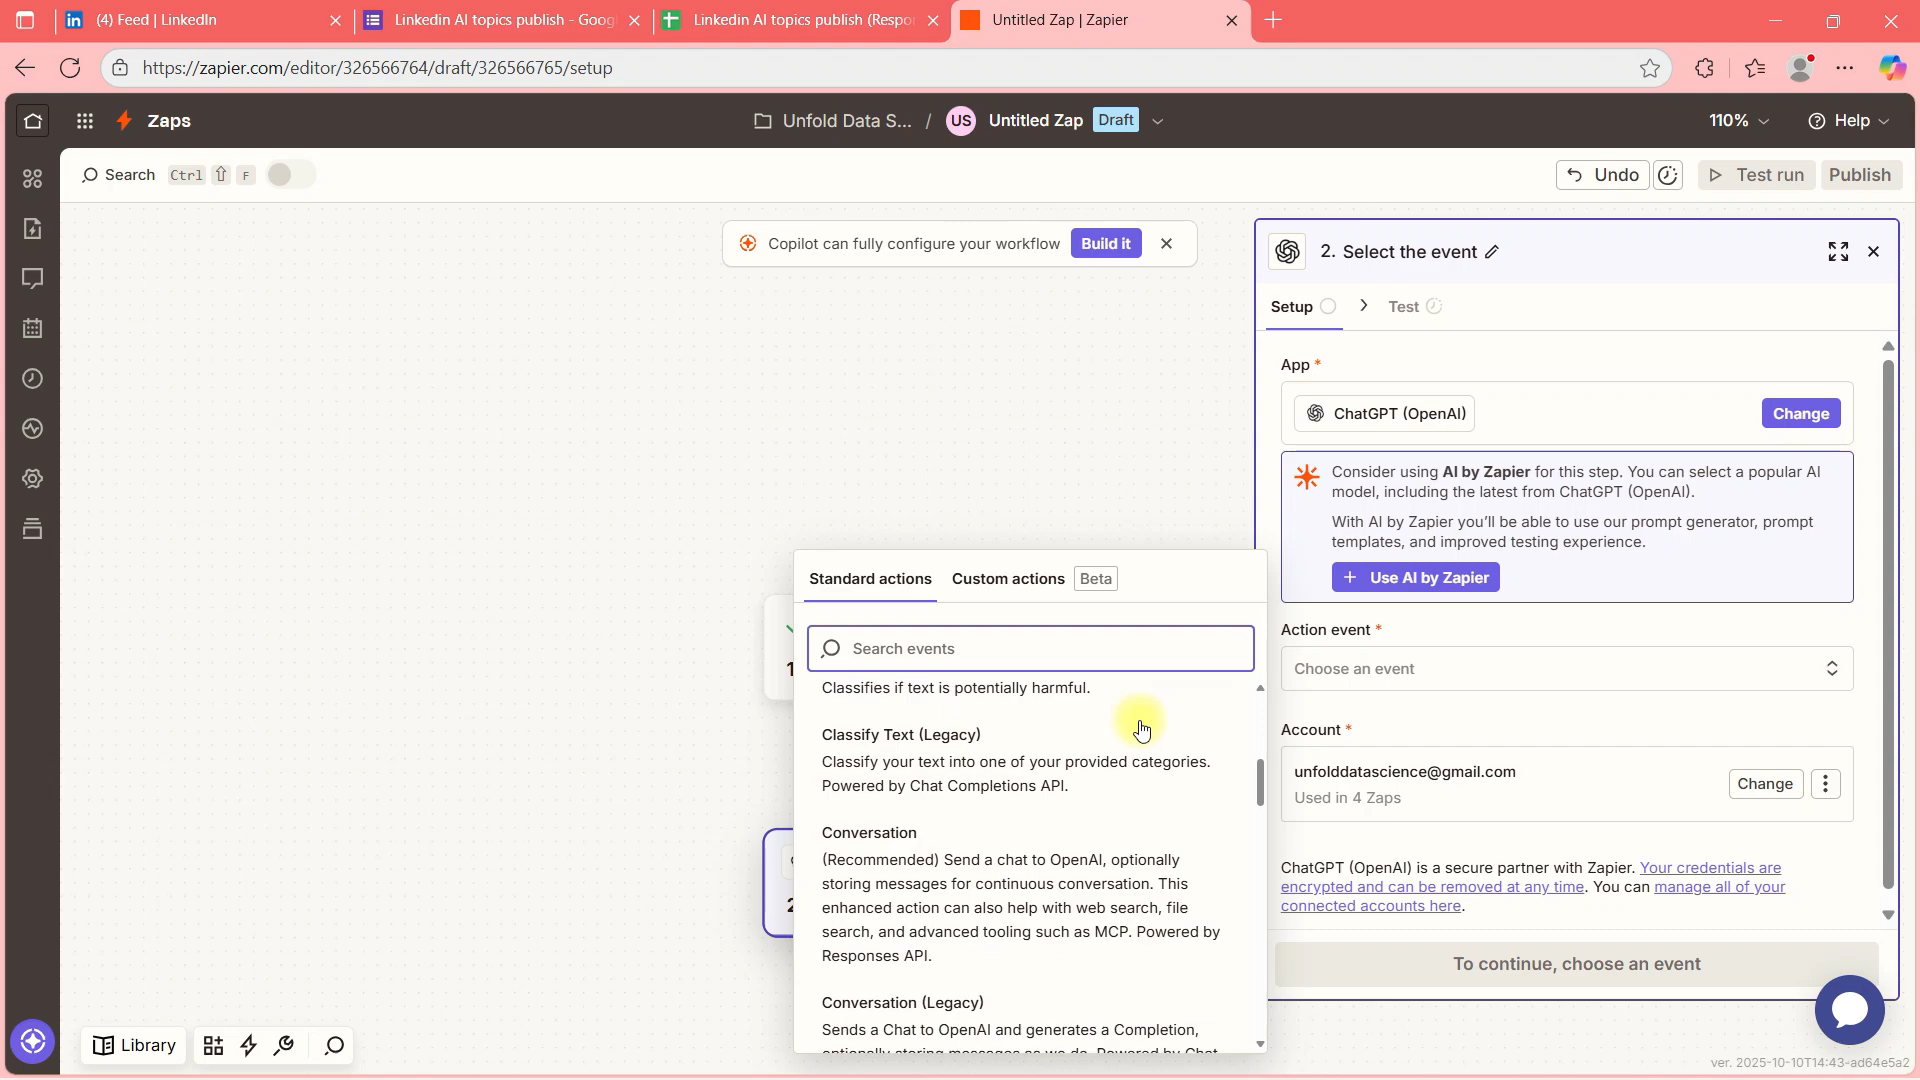 (4) Feed | LinkedIn
Linkedin AI topics publish - Goog
Linkedin AI topics publish (Respo
Untitled Zap | Zapier
https://zapier.com/editor/326566764/draft/326566765/setup
Zaps
Unfold Data S... / US Untitled Zap Draft
110%
Help
Search Ctrl F
Undo
Test run
Publish
Copilot can fully configure your workflow Build it
2. Select the event
Setup
Test
App *
ChatGPT (OpenAI)
Change
Consider using AI by Zapier for this step. You can select a popular AI
model, including the latest from ChatGPT (OpenAI).
With AI by Zapier you'll be able to use our prompt generator, prompt
templates, and improved testing experience.
+ Use AI by Zapier
Action event *
Choose an event
Account *
unfolddatascience@gmail.com
Used in 4 Zaps
Change
ChatGPT (OpenAI) is a secure partner with Zapier. Your credentials are
encrypted and can be removed at any time. You can manage all of your
connected accounts here.
To continue, choose an event
Standard actions
Custom actions Beta
Search events
Classifies if text is potentially harmful.
Classify Text (Legacy)
Classify your text into one of your provided categories.
Powered by Chat Completions API.
Conversation
(Recommended) Send a chat to OpenAI, optionally
storing messages for continuous conversation. This
enhanced action can also help with web search, file
search, and advanced tooling such as MCP. Powered by
Responses API.
Conversation (Legacy)
Sends a Chat to OpenAI and generates a Completion,
optionally storing messages as we do. Powered by Chat
1
2
Library
ver. 2025-10-10T14:43-ad64e5a2